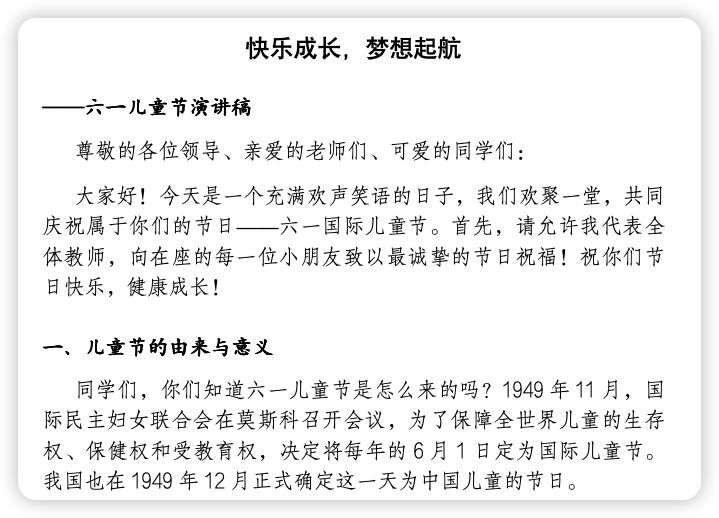 快乐成长，梦想起航
——六一儿童节演讲稿
尊敬的各位领导、亲爱的老师们、可爱的同学们：
大家好！今天是一个充满欢声笑语的日子，我们欢聚一堂，共同
庆祝属于你们的节日——六一国际儿童节。首先，请允许我代表全
体教师，向在座的每一位小朋友致以最诚挚的节日祝福！祝你们节
日快乐，健康成长！
一、儿童节的由来与意义
同学们，你们知道六一儿童节是怎么来的吗？1949 年 11 月，国
际民主妇女联合会在莫斯科召开会议，为了保障全世界儿童的生存
权、保健权和受教育权，决定将每年的 6 月 1 日定为国际儿童节。
我国也在 1949 年 12 月正式确定这一天为中国儿童的节日。